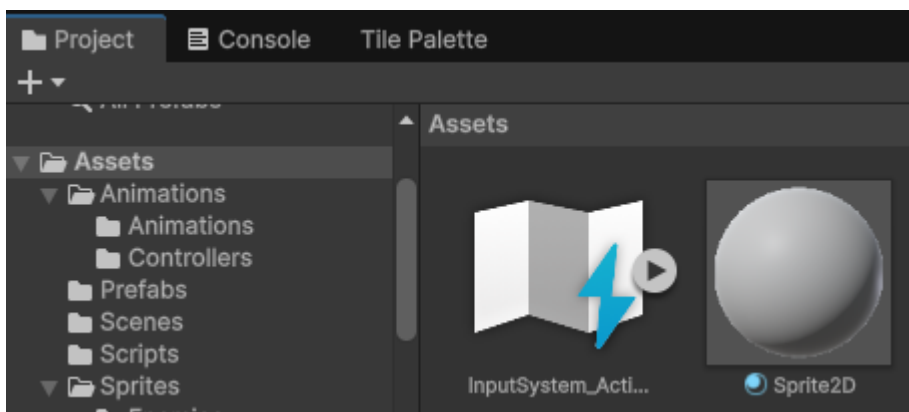 Project
Console
Tile Palette
Assets
Animations
Animations
Controllers
Prefabs
Scenes
Scripts
Sprites
Assets
InputSystem_Acti...
Sprite2D